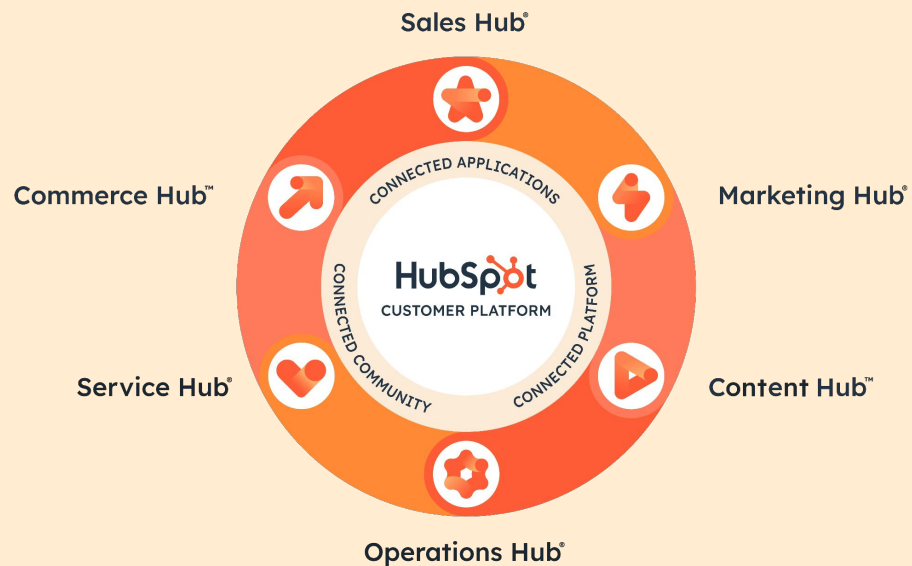 Sales Hub®
Commerce Hub™
Marketing Hub®
CONNECTED APPLICATIONS
CONNECTED COMMUNITY
CONNECTED PLATFORM
HubSpot
CUSTOMER PLATFORM
Service Hub®
Content Hub™
Operations Hub®